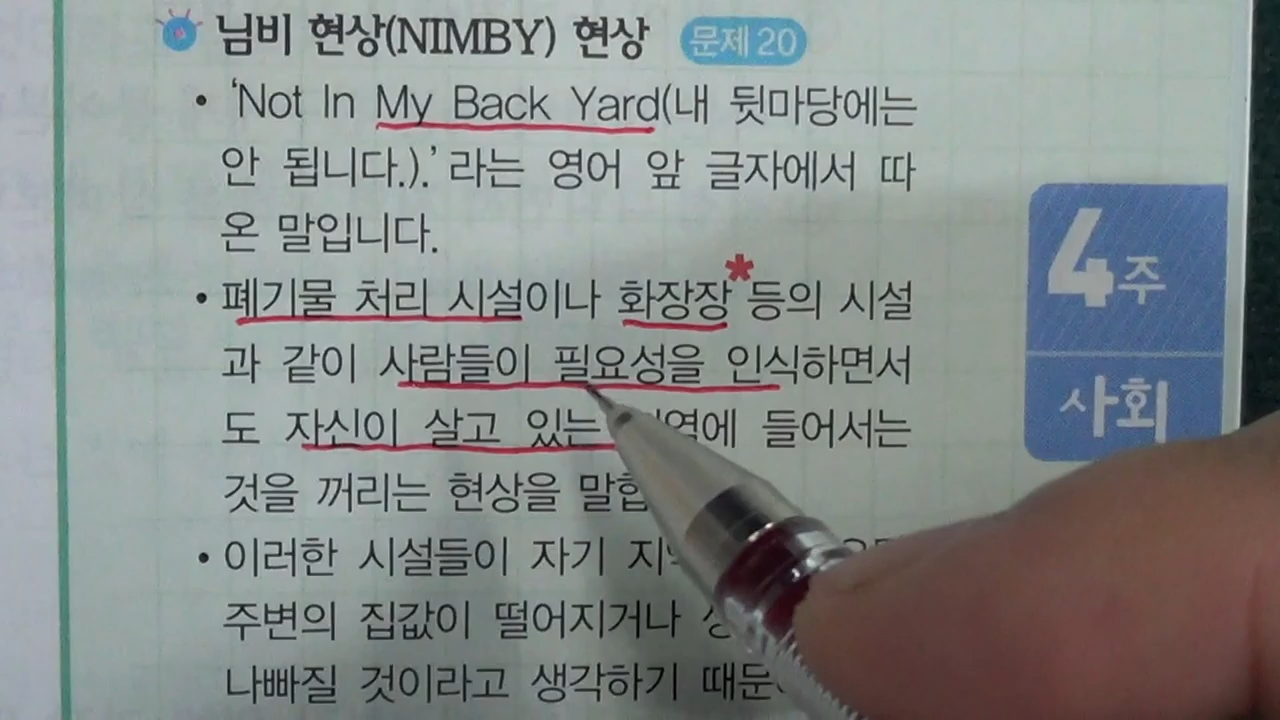 님비 현상(NIMBY) 현상 문제 20
• ‘Not In My Back Yard(내 뒷마당에는
안 됩니다.).’라는 영어 앞 글자에서 따
온 말입니다.
• 폐기물 처리 시설이나 화장장* 등의 시설
과 같이 사람들이 필요성을 인식하면서
도 자신이 살고 있는 에 들어서는
것을 꺼리는 현상을
• 이러한 시설들이 자기
주변의 집값이 떨어지거나
나빠질 것이라고 생각하기
4주
사회